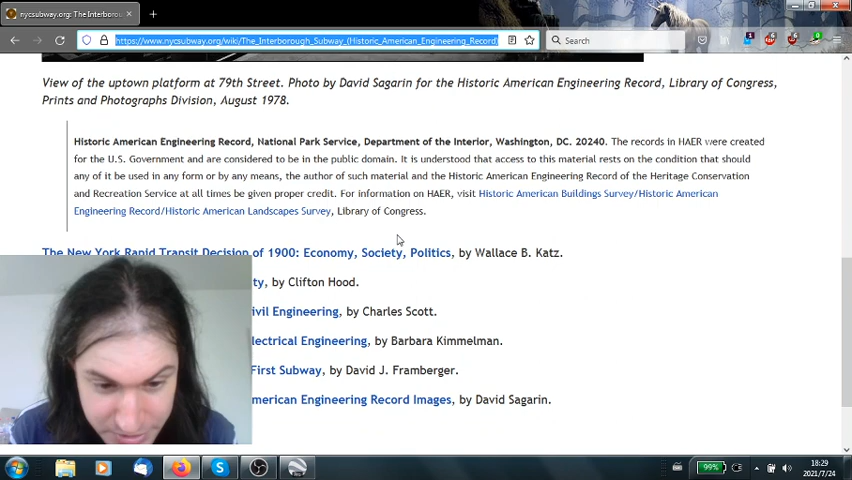 nycsubway.org: The Interborou
https://www.nycsubway.org/wiki/The_Interborough_Subway_(Historic_American_Engineering_Record)
Search
View of the uptown platform at 79th Street. Photo by David Sagarin for the Historic American Engineering Record, Library of Congress,
Prints and Photographs Division, August 1978.
Historic American Engineering Record, National Park Service, Department of the Interior, Washington, DC. 20240. The records in HAER were created
for the U.S. Government and are considered to be in the public domain. It is understood that access to this material rests on the condition that should
any of it be used in any form or by any means, the author of such material and the Historic American Engineering Record of the Heritage Conservation
and Recreation Service at all times be given proper credit. For information on HAER, visit Historic American Buildings Survey/Historic American
Engineering Record/Historic American Landscapes Survey, Library of Congress.
The New York Rapid Transit Decision of 1900: Economy, Society, Politics, by Wallace B. Katz.
ty, by Clifton Hood.
ivil Engineering, by Charles Scott.
lectrical Engineering, by Barbara Kimmelman.
First Subway, by David J. Framberger.
merican Engineering Record Images, by David Sagarin.
99%
18:29
2021/7/24